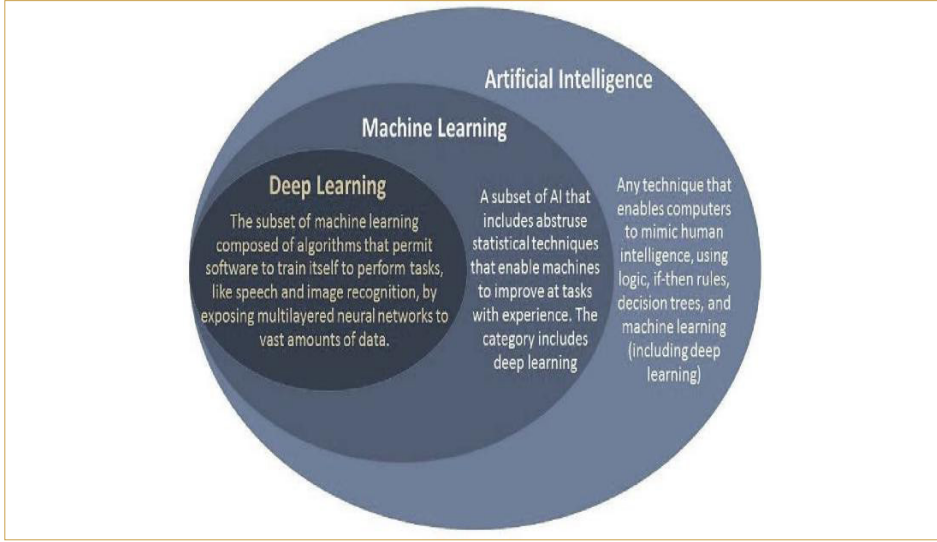 Artificial Intelligence
Machine Learning
Deep Learning
The subset of machine learning
composed of algorithms that permit
software to train itself to perform tasks,
like speech and image recognition, by
exposing multilayered neural networks to
vast amounts of data.
A subset of AI that
includes abstruse
statistical techniques
that enable machines
to improve at tasks
with experience. The
category includes
deep learning
Any technique that
enables computers
to mimic human
intelligence, using
logic, if-then rules,
decision trees, and
machine learning
(including deep
learning)